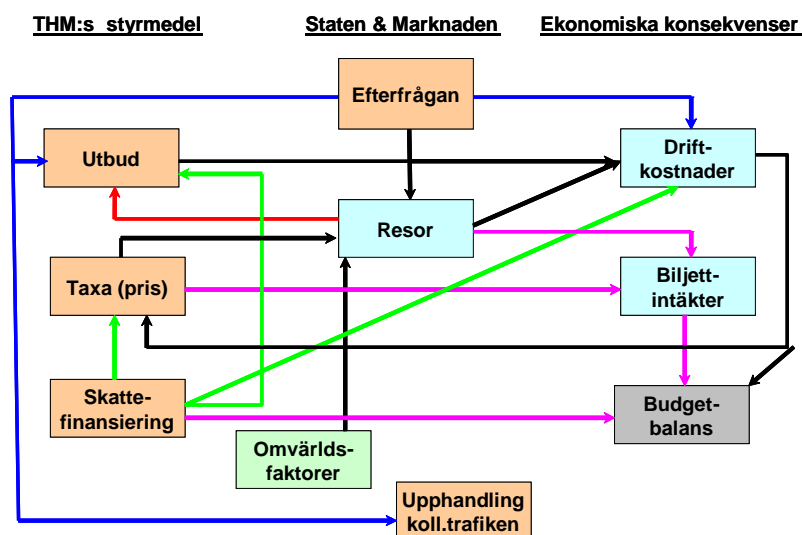 THM:s styrmedel
Staten & Marknaden
Ekonomiska konsekvenser
Efterfrågan
Utbud
Drift-
kostnader
Resor
Taxa (pris)
Biljett-
intäkter
Skatte-
finansiering
Budget-
balans
Omvärlds-
faktorer
Upphandling
koll.trafiken